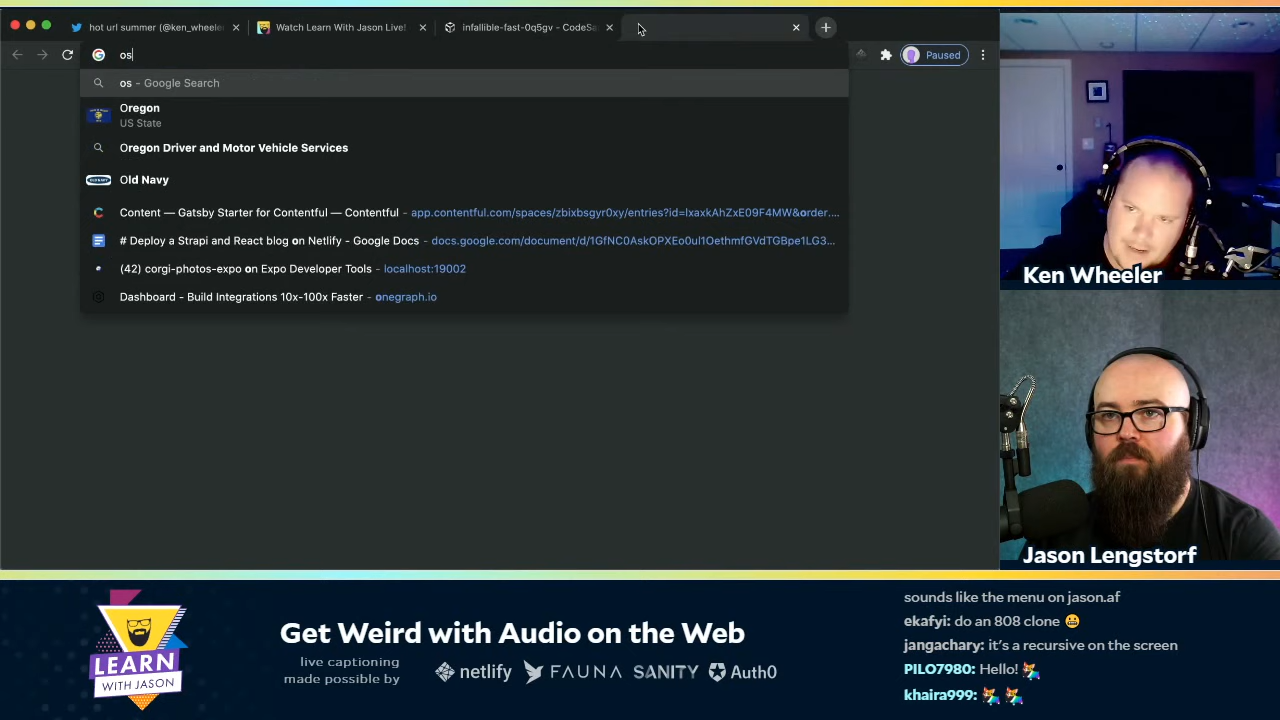 hot url summer (@ken_wheele
Watch Learn With Jason Live!
infallible-fast-0q5gv - CodeSa
os
Paused
os - Google Search
Oregon
US State
Oregon Driver and Motor Vehicle Services
Old Navy
Content — Gatsby Starter for Contentful — Contentful - app.contentful.com/spaces/zbixbsgyr0xy/entries?id=lxaxkAhZxE09F4MW&order....
# Deploy a Strapi and React blog on Netlify - Google Docs - docs.google.com/document/d/1GfNC0AskOPXEo0ul1OethmfGVdTGBpe1LG3...
(42) corgi-photos-expo on Expo Developer Tools - localhost:19002
Dashboard - Build Integrations 10x-100x Faster - onegraph.io
Ken Wheeler
Jason Lengstorf
LEARN
WITH JASON
Get Weird with Audio on the Web
live captioning
made possible by
netlify
FAUNA
SANITY
Auth0
sounds like the menu on jason.af
ekafyi: do an 808 clone
jangachary: it's a recursive on the screen
PILO7980: Hello!
khaira999: